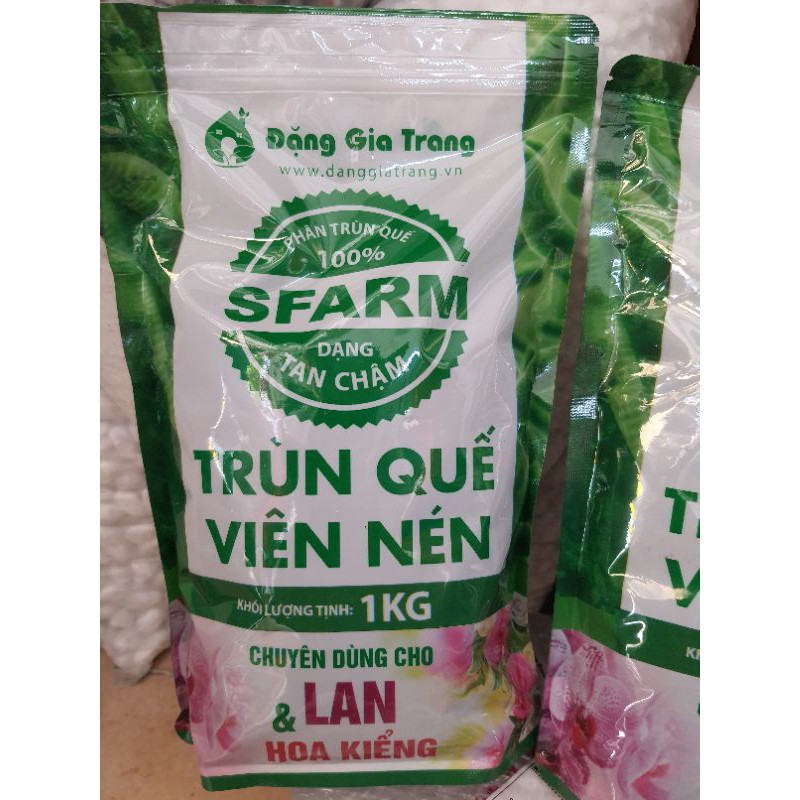 Đặng Gia Trang
www.danggiatrang.vn
PHÂN TRÙN QUẾ
100%
SFARM
DẠNG
TAN CHẬM
TRÙN QUẾ
VIÊN NÉN
KHỐI LƯỢNG TỊNH: 1KG
CHUYÊN DÙNG CHO
& LAN
HOA KIỂNG